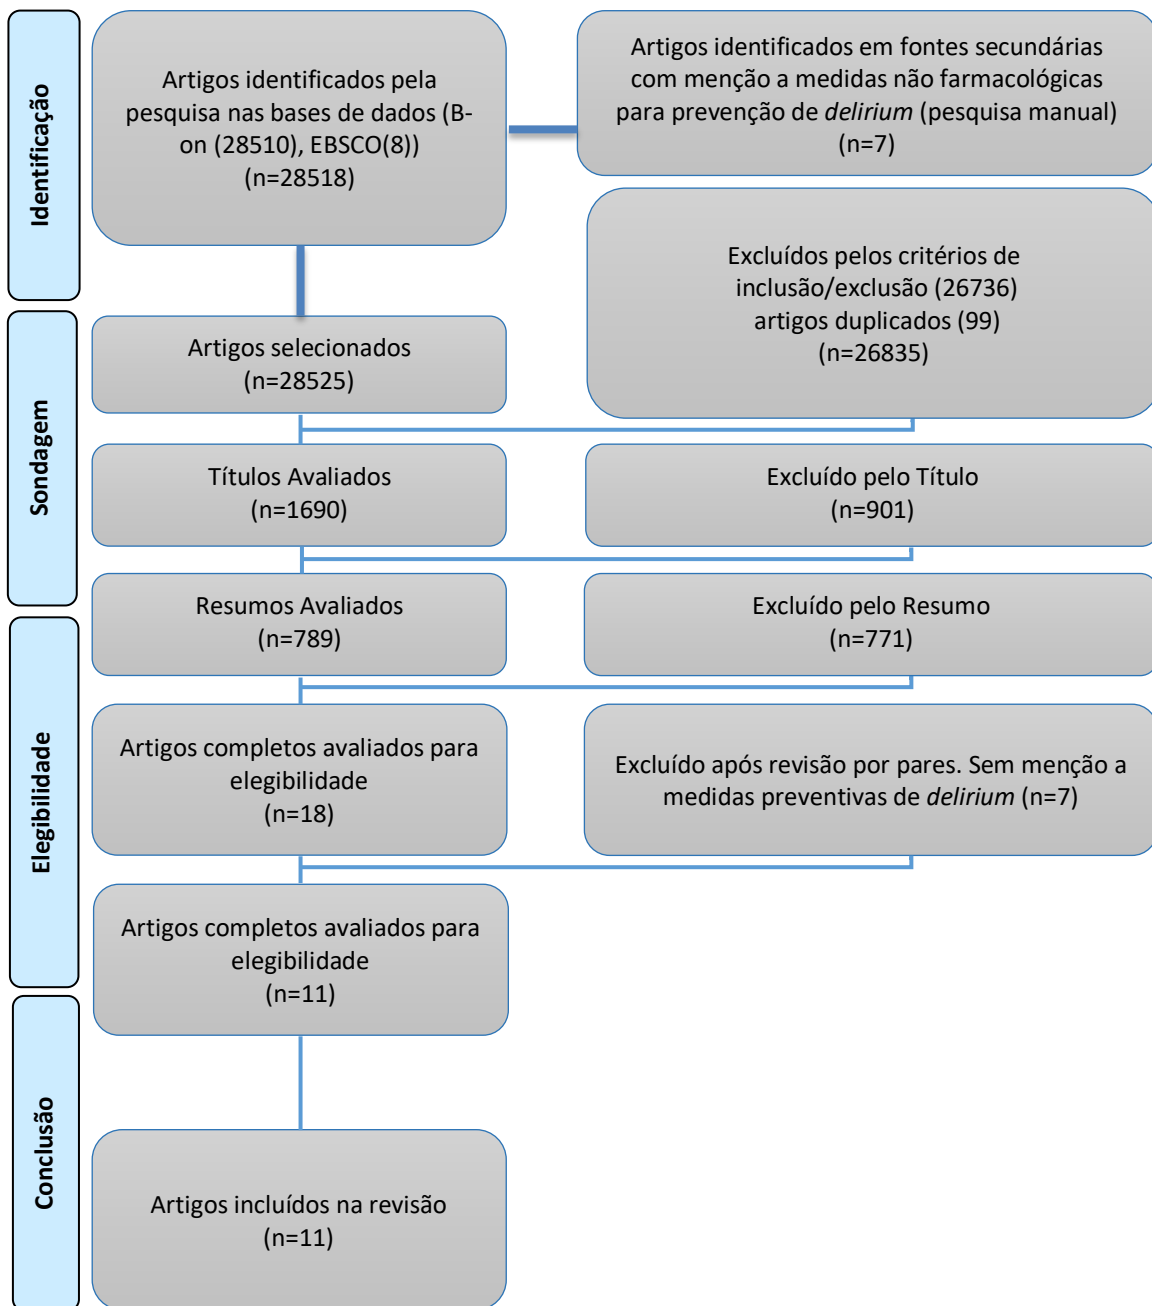 Identificação
Artigos identificados pela
pesquisa nas bases de dados (B-
on (28510), EBSCO(8))
(n=28518)
Artigos identificados em fontes secundárias
com menção a medidas não farmacológicas
para prevenção de delirium (pesquisa manual)
(n=7)
Excluídos pelos critérios de
inclusão/exclusão (26736)
artigos duplicados (99)
(n=26835)
Sondagem
Artigos selecionados
(n=28525)
Títulos Avaliados
(n=1690)
Excluído pelo Título
(n=901)
Resumos Avaliados
(n=789)
Excluído pelo Resumo
(n=771)
Elegibilidade
Artigos completos avaliados para
elegibilidade
(n=18)
Excluído após revisão por pares. Sem menção a
medidas preventivas de delirium (n=7)
Artigos completos avaliados para
elegibilidade
(n=11)
Conclusão
Artigos incluídos na revisão
(n=11)